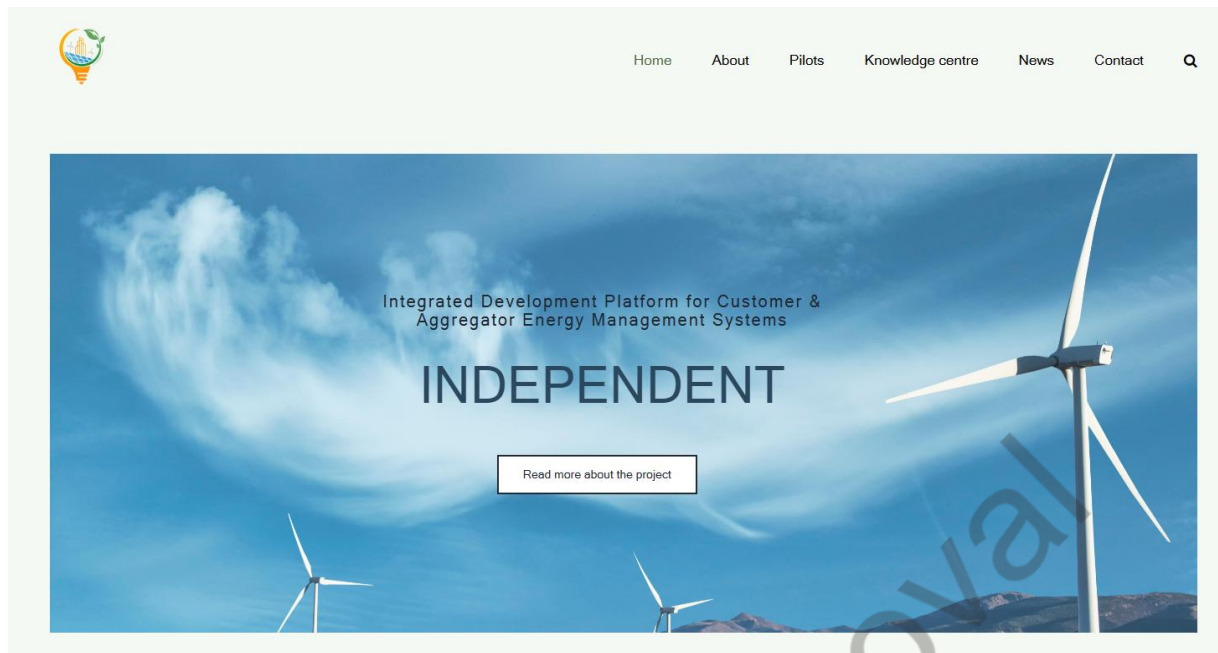 Home About Pilots Knowledge centre News Contact
Integrated Development Platform for Customer &
Aggregator Energy Management Systems
INDEPENDENT
Read more about the project
oval